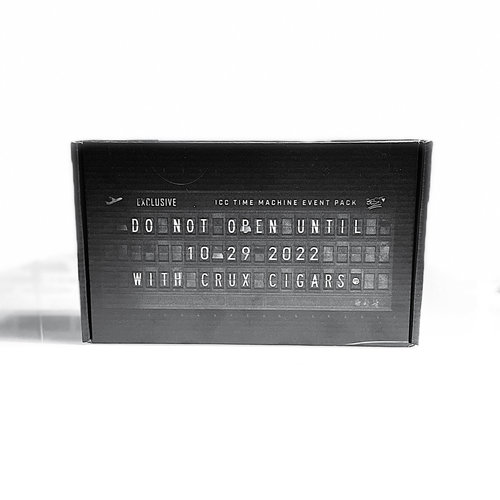 EXCLUSIVE ICC TIME MACHINE EVENT PACK
DO NOT OPEN UNTIL
10-29-2022
WITH CRUX CIGARS